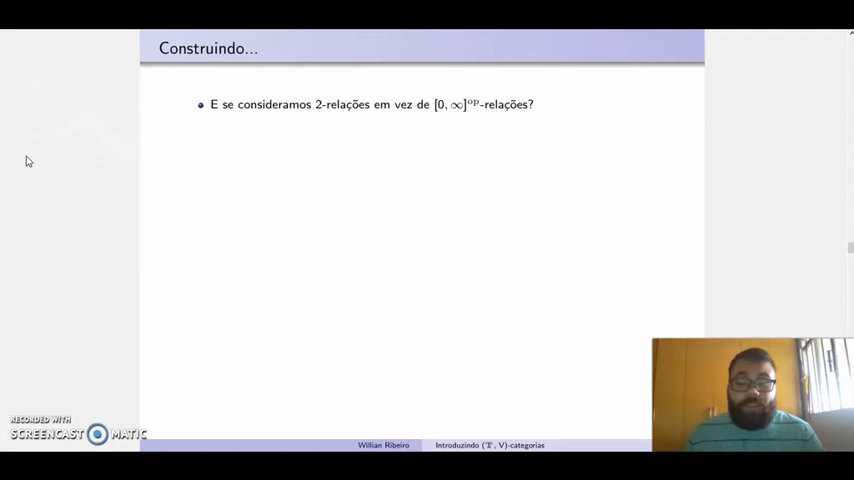 Construindo...
E se consideramos 2-relações em vez de [0, ∞]ᵒᵖ-relações?
RECORDED WITH
SCREENCAST MATIC
Willian Ribeiro
Introduzindo (𝕋, V)-categorias